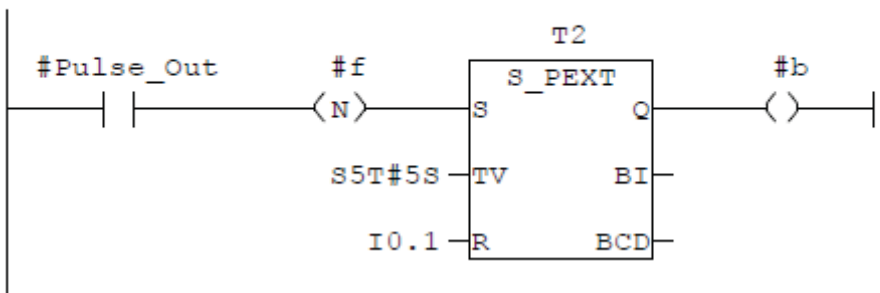 T2
#Pulse_Out #f S_PEXT #b
N S Q
S5T#5S TV BI
I0.1 R BCD